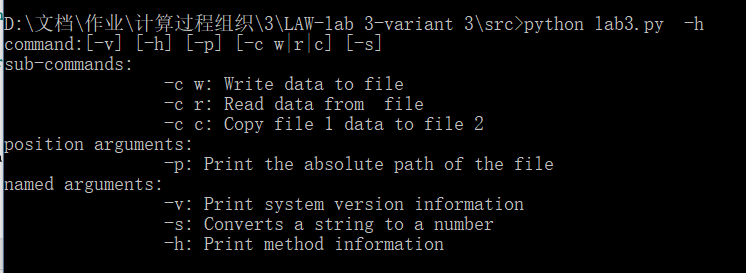 D:\文档\作业\计算过程组织\3\LAW-lab 3-variant 3\src>python lab3.py  -h
command:[-v] [-h] [-p] [-c w|r|c] [-s]
sub-commands:
-c w: Write data to file
-c r: Read data from  file
-c c: Copy file 1 data to file 2
position arguments:
-p: Print the absolute path of the file
named arguments:
-v: Print system version information
-s: Converts a string to a number
-h: Print method information